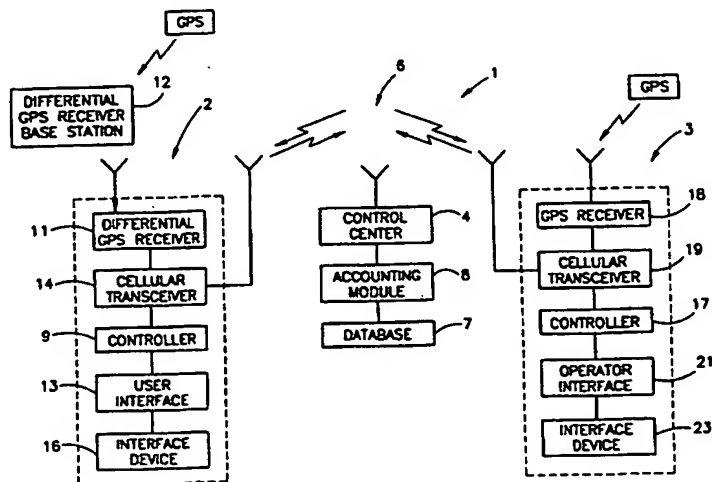 GPS
6
1
12
DIFFERENTIAL
GPS RECEIVER
BASE STATION
2
GPS
3
11
DIFFERENTIAL
GPS RECEIVER
14
CELLULAR
TRANSCEIVER
9
CONTROLLER
13
USER
INTERFACE
16
INTERFACE
DEVICE
CONTROL
CENTER
4
ACCOUNTING
MODULE
8
DATABASE
7
GPS RECEIVER
18
CELLULAR
TRANSCEIVER
19
CONTROLLER
17
OPERATOR
INTERFACE
21
INTERFACE
DEVICE
23